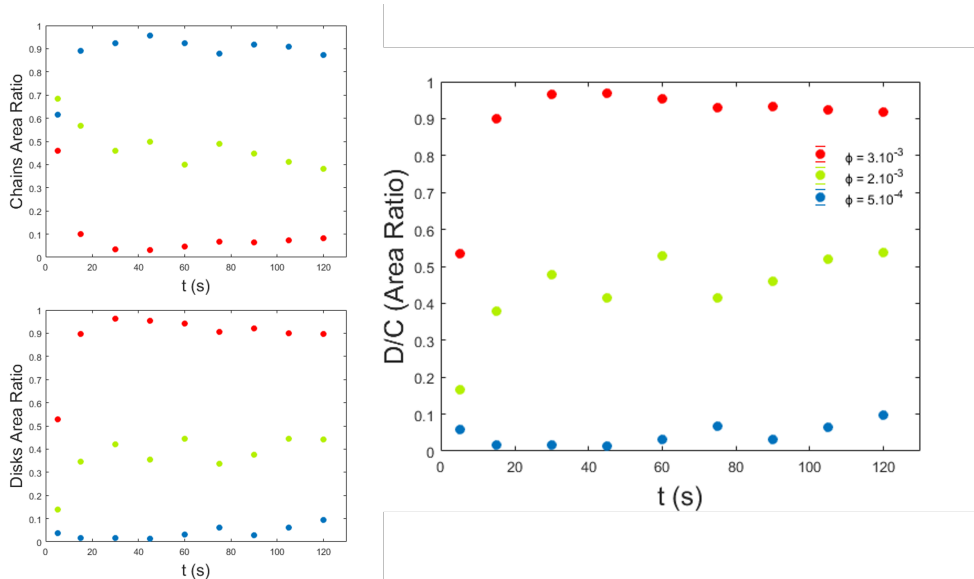 Chains Area Ratio
1
0.9
0.8
0.7
0.6
0.5
0.4
0.3
0.2
0.1
0
0 20 40 60 80 100 120
t (s)
Disks Area Ratio
1
0.9
0.8
0.7
0.6
0.5
0.4
0.3
0.2
0.1
0
0 20 40 60 80 100 120
t (s)
D/C (Area Ratio)
1
0.9
0.8
0.7
0.6
0.5
0.4
0.3
0.2
0.1
0
0 20 40 60 80 100 120
t (s)
ϕ = 3.10⁻³
ϕ = 2.10⁻³
ϕ = 5.10⁻⁴